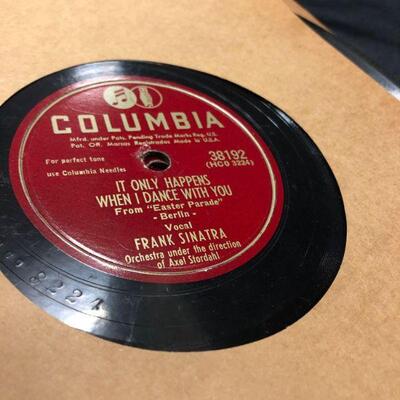 COLUMBIA
Mfrd. under Pats. Pending Trade Marks Reg. U.S.
Pat. Off. Marcas Registradas Made in U.S.A.
For perfect tone
use Columbia Needles
38192
(HCO 3224)
IT ONLY HAPPENS
WHEN I DANCE WITH YOU
From "Easter Parade"
- Berlin -
Vocal
FRANK SINATRA
Orchestra under the direction
of Axel Stordahl
3224